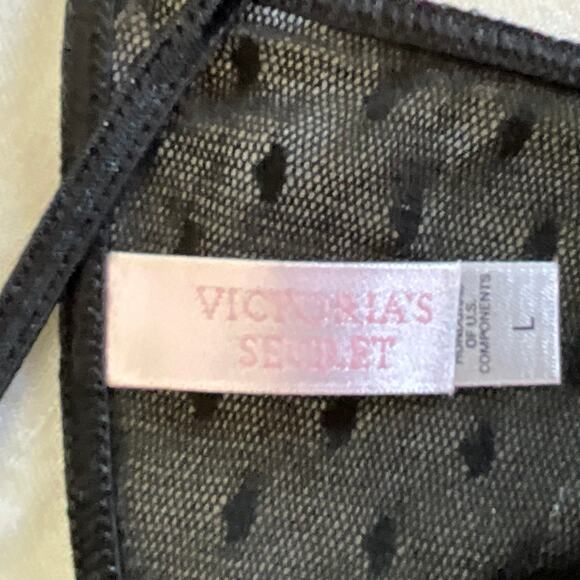 VICTORIA'S
SECRET
OF U.S.
COMPONENTS
L